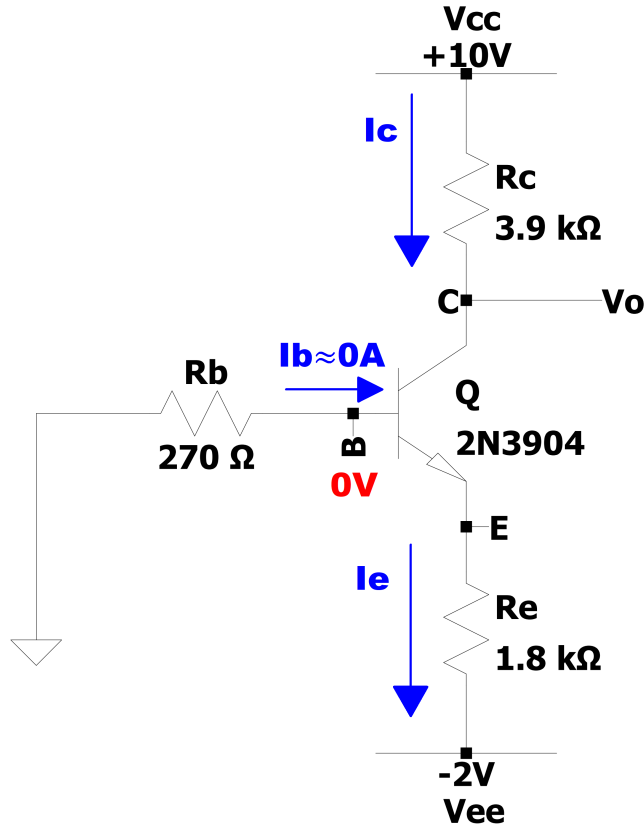 Vcc
+10V
Ic
Rc
3.9 kΩ
C
Vo
Ib≈0A
Rb
Q
270 Ω
B
2N3904
0V
E
Ie
Re
1.8 kΩ
-2V
Vee